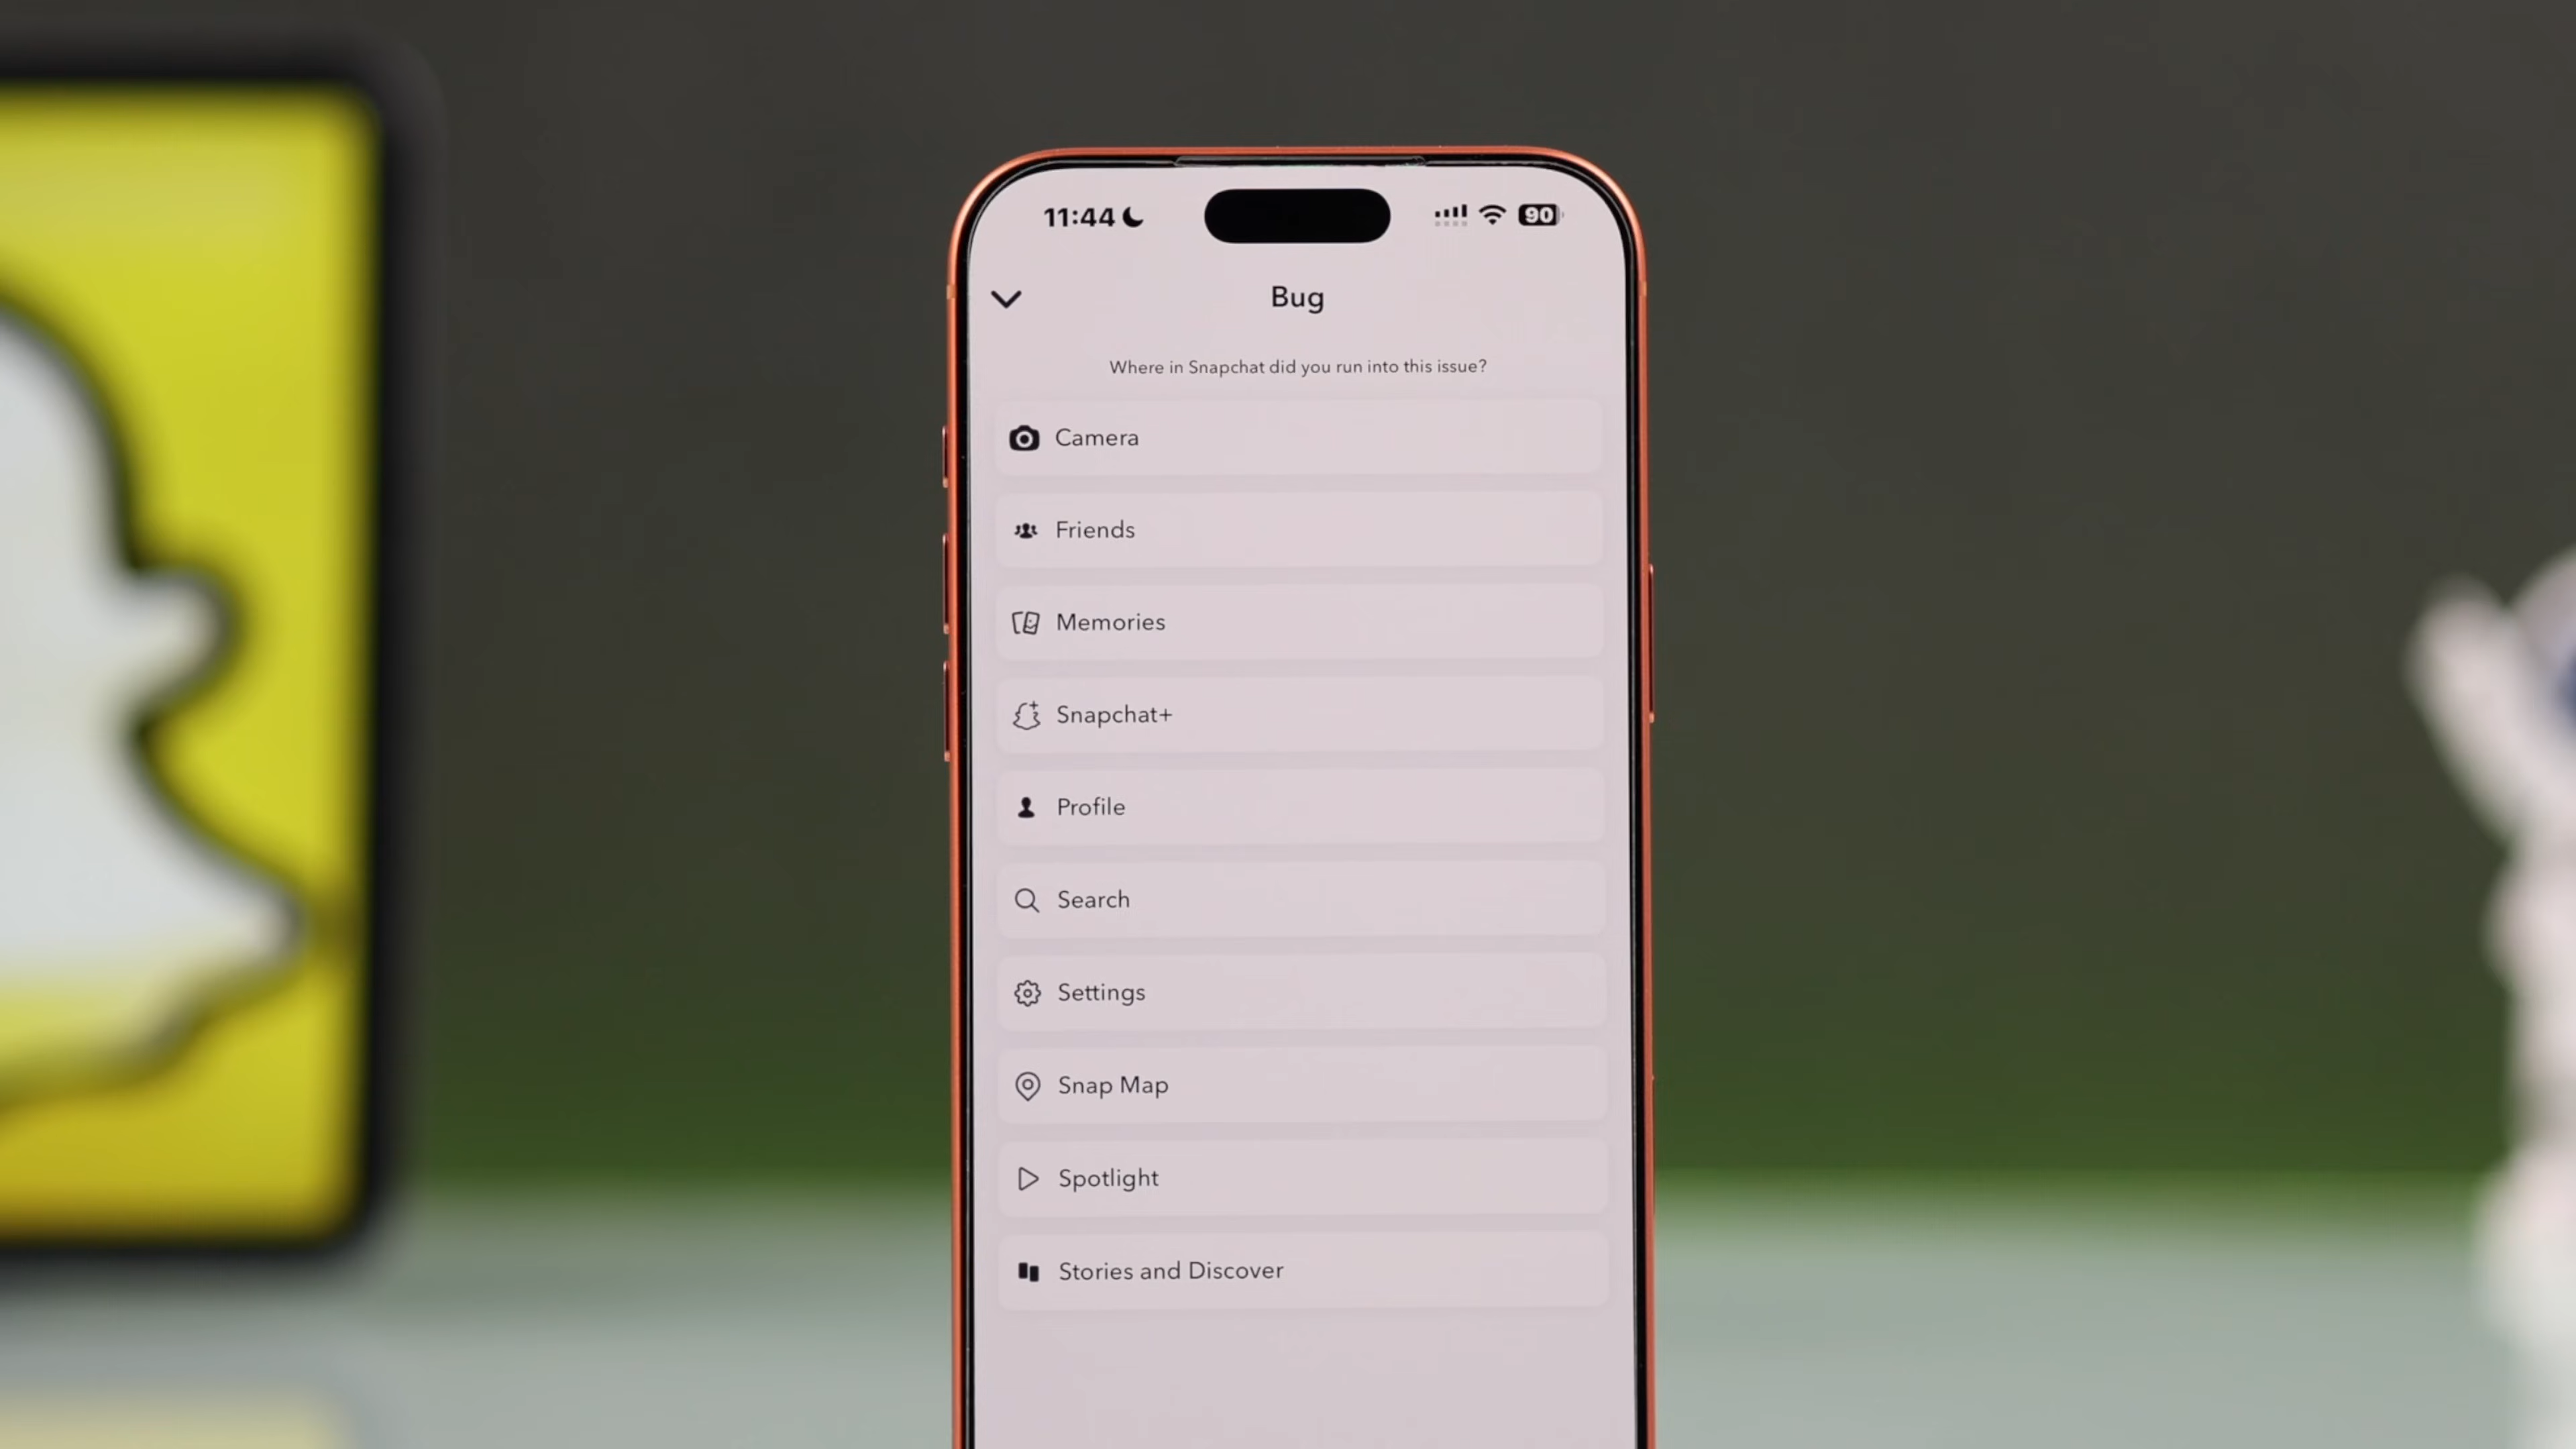 11:44
90
Bug
Where in Snapchat did you run into this issue?
Camera
Friends
Memories
Snapchat+
Profile
Search
Settings
Snap Map
Spotlight
Stories and Discover